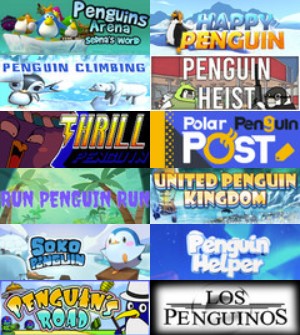 Penguins
Arena
Sedna's World
HAPPY
PENGUIN
PENGUIN CLIMBING
PENGUIN
HEIST
THRILL
PENGUIN
Polar Penguin
POST
RUN PENGUIN RUN
UNITED PENGUIN
KINGDOM
SOKO
PENGUIN
Penguin
Helper
PENGUIN'S
ROAD
LOS
PENGUINOS